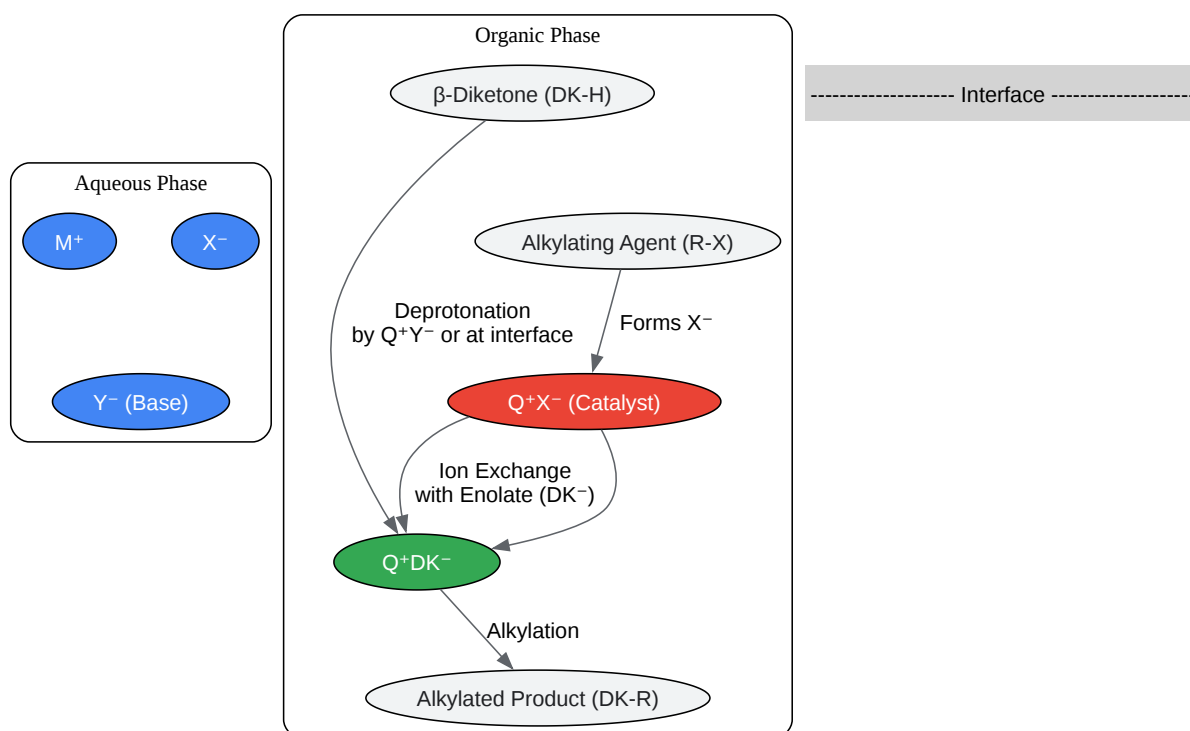 Organic Phase
β-Diketone (DK-H)
-------------------- Interface --------------------
Aqueous Phase
M⁺
X⁻
Alkylating Agent (R-X)
Deprotonation
by Q⁺Y⁻ or at interface
Forms X⁻
Y⁻ (Base)
Q⁺X⁻ (Catalyst)
Ion Exchange
with Enolate (DK⁻)
Q⁺DK⁻
Alkylation
Alkylated Product (DK-R)